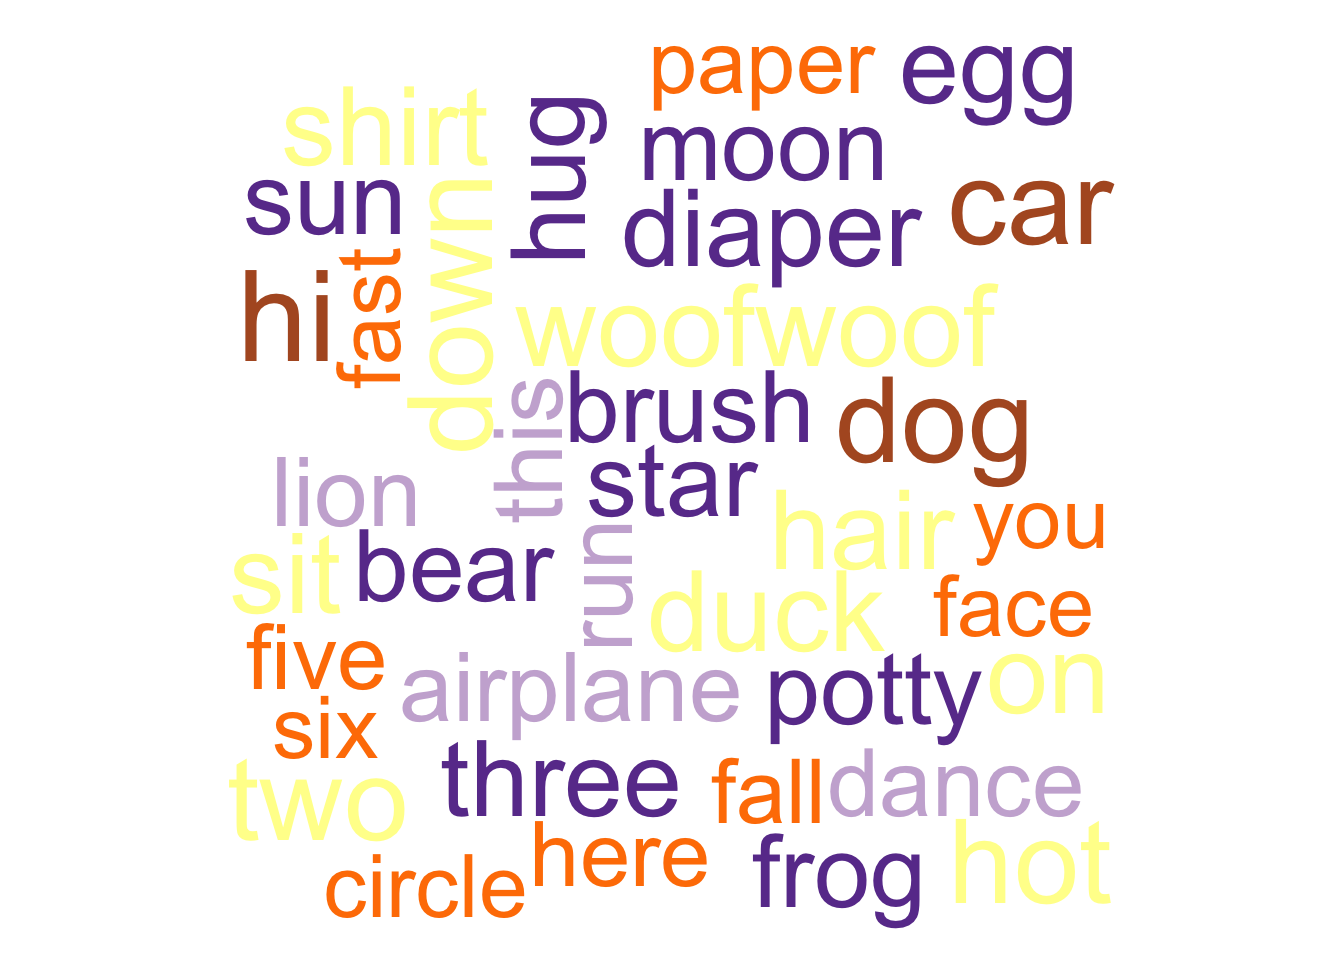 paper
egg
shirt
hug
moon
sun
down
diaper
car
hi
fast
woofwoof
this
brush
dog
lion
star
hair
you
sit
bear
run
duck
face
five
airplane
potty
on
six
two
three
fall
dance
circle
here
frog
hot